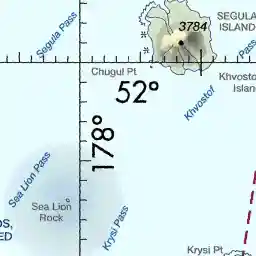 Segula Pass
3784
SEGULA
ISLAND
Pass
Chugul Pt.
Khvostof
Island
52°
Khvostof
178°
Sea Lion Pass
Sea Lion
Rock
Krysi Pass
Krysi Pt